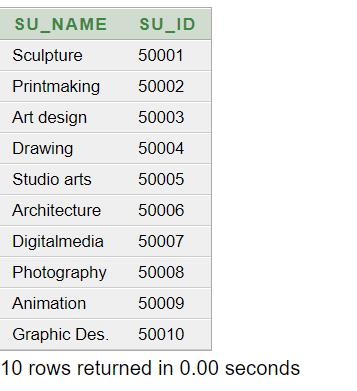 SU_NAME SU_ID
Sculpture 50001
Printmaking 50002
Art design 50003
Drawing 50004
Studio arts 50005
Architecture 50006
Digitalmedia 50007
Photography 50008
Animation 50009
Graphic Des. 50010
10 rows returned in 0.00 seconds